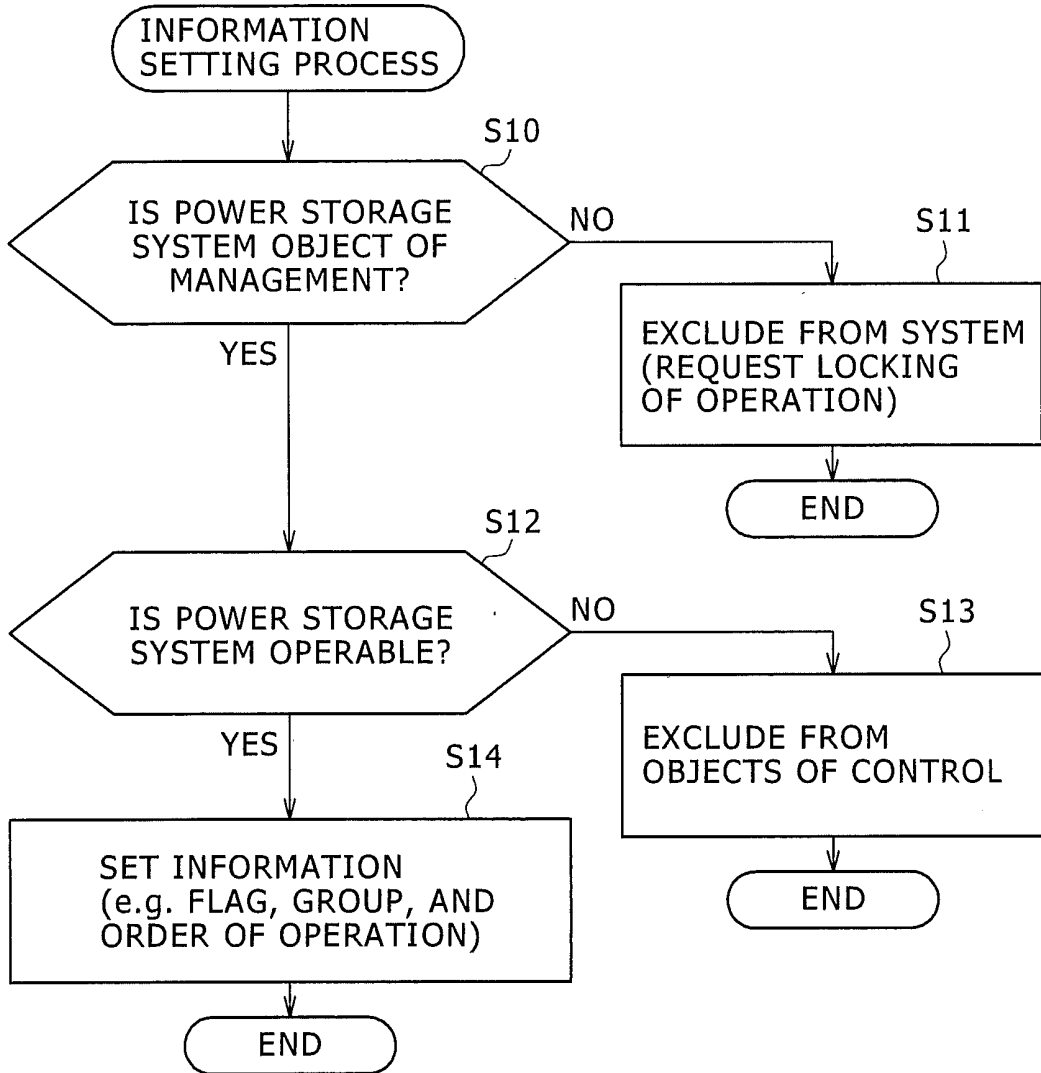 INFORMATION
SETTING PROCESS
S10
IS POWER STORAGE
SYSTEM OBJECT OF
MANAGEMENT?
NO
S11
EXCLUDE FROM SYSTEM
(REQUEST LOCKING
OF OPERATION)
END
YES
S12
IS POWER STORAGE
SYSTEM OPERABLE?
NO
S13
EXCLUDE FROM
OBJECTS OF CONTROL
END
YES
S14
SET INFORMATION
(e.g. FLAG, GROUP, AND
ORDER OF OPERATION)
END